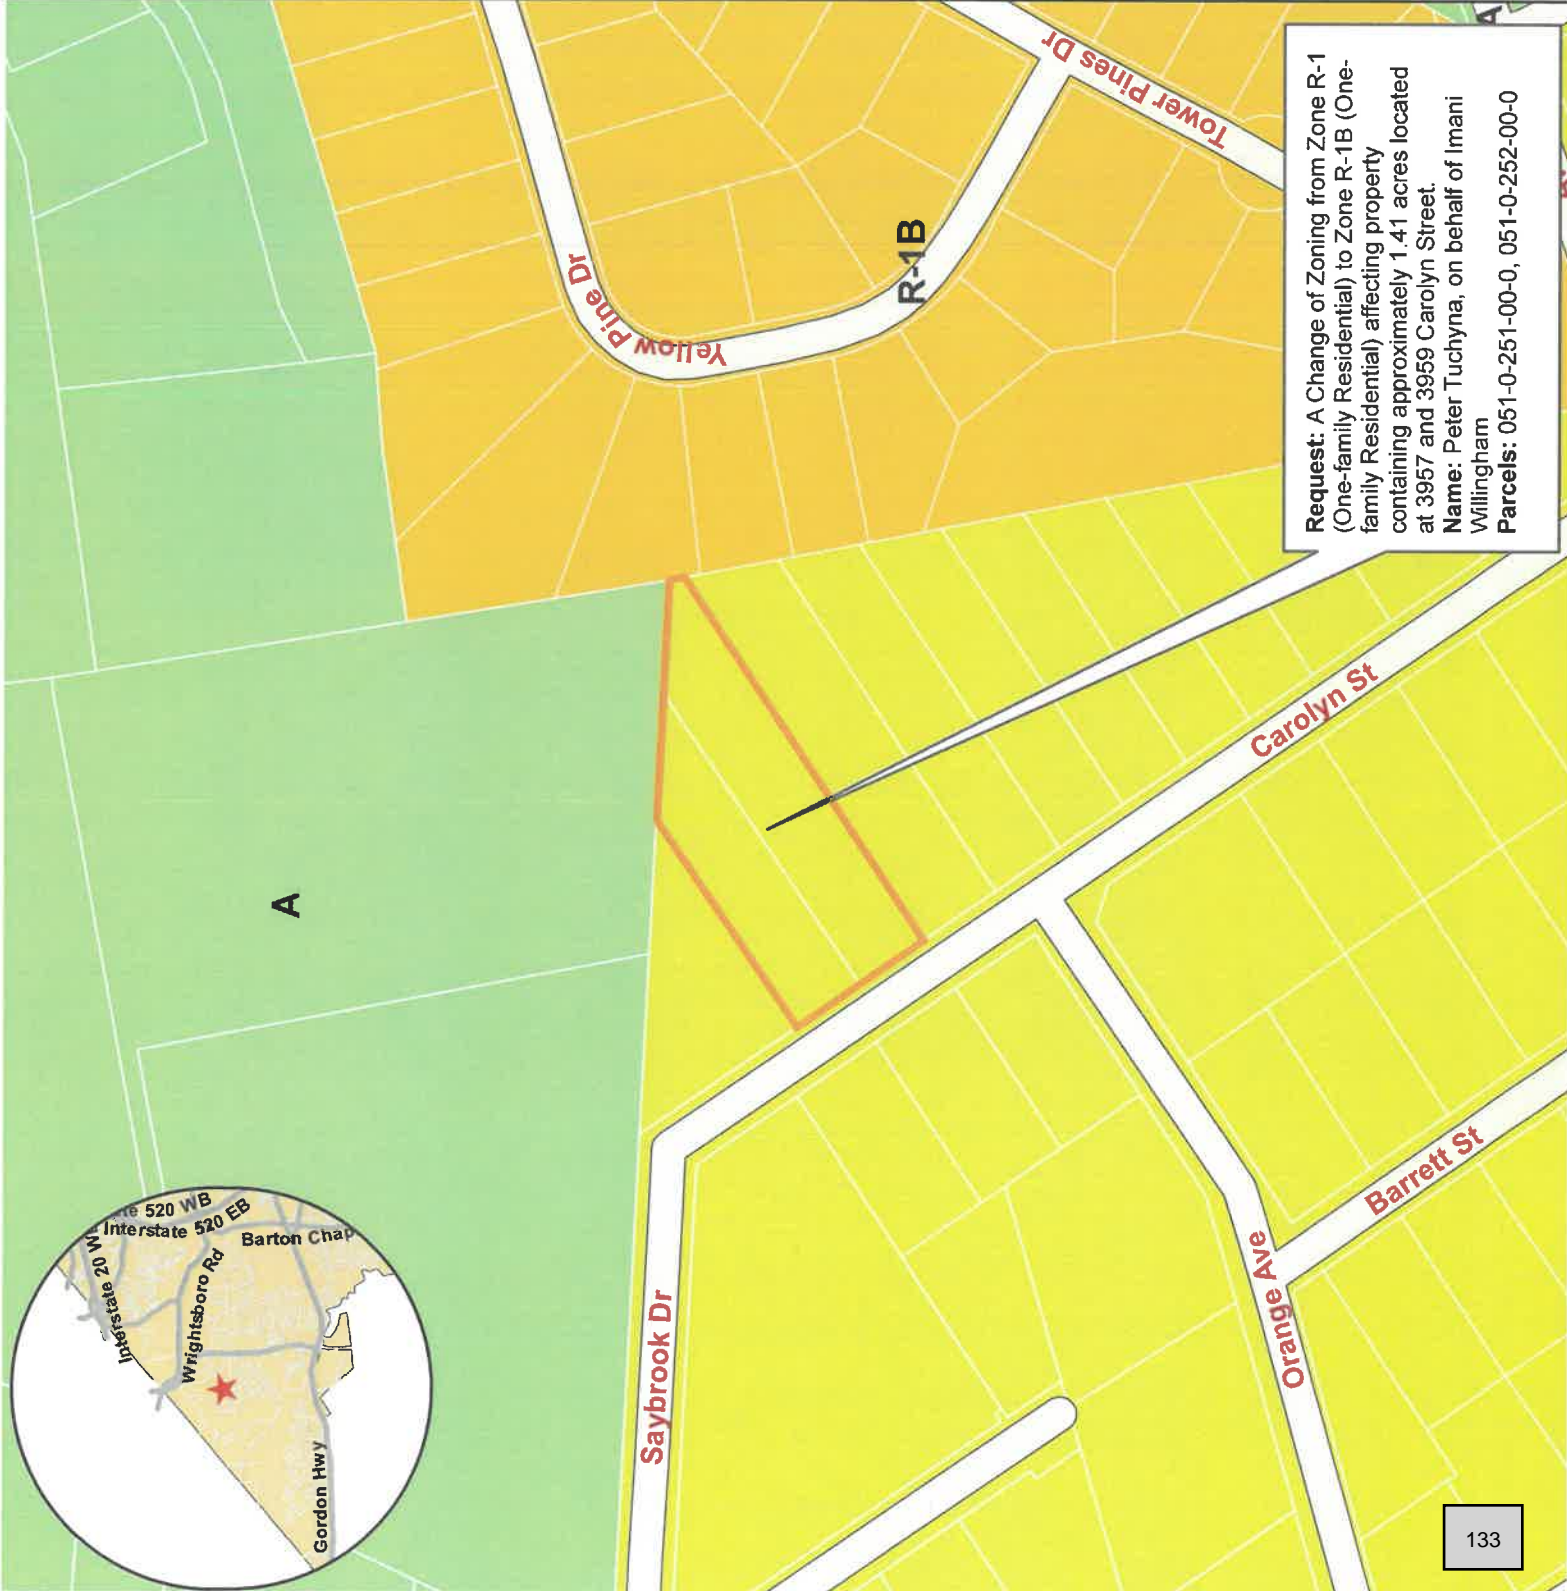 Request: A Change of Zoning from Zone R-1
(One-family Residential) to Zone R-1B (One-
family Residential) affecting property
containing approximately 1.41 acres located
at 3957 and 3959 Carolyn Street.
Name: Peter Tuchyna, on behalf of Imani
Willingham
Parcels: 051-0-251-00-0, 051-0-252-00-0
A
R-1B
A
Yellow Pine Dr
Tower Pines Dr
Carolyn St
Saybrook Dr
Orange Ave
Barrett St
520 WB
Interstate 520 EB
Interstate 20
Barton Chap
Wrightsboro Rd
Gordon Hwy
133